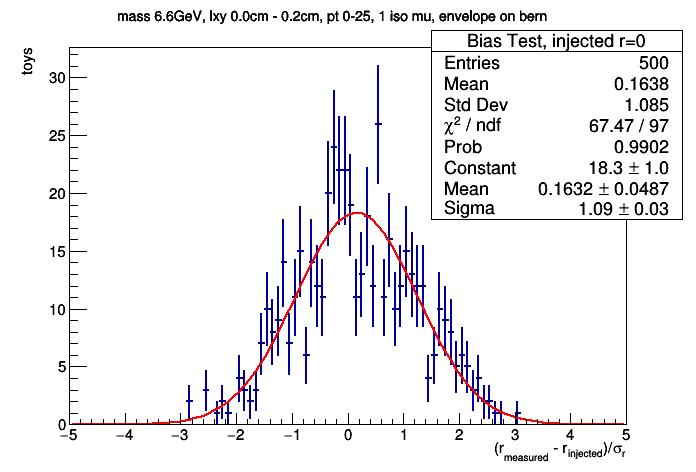 mass 6.6GeV, lxy 0.0cm - 0.2cm, pt 0-25, 1 iso mu, envelope on bern
Bias Test, injected r=0
Entries 500
Mean 0.1638
Std Dev 1.085
χ² / ndf 67.47 / 97
Prob 0.9902
Constant 18.3 ± 1.0
Mean 0.1632 ± 0.0487
Sigma 1.09 ± 0.03
toys
30
25
20
15
10
5
0
−5 −4 −3 −2 −1 0 1 2 3 4 5
(r_measured - r_injected)/σ_r